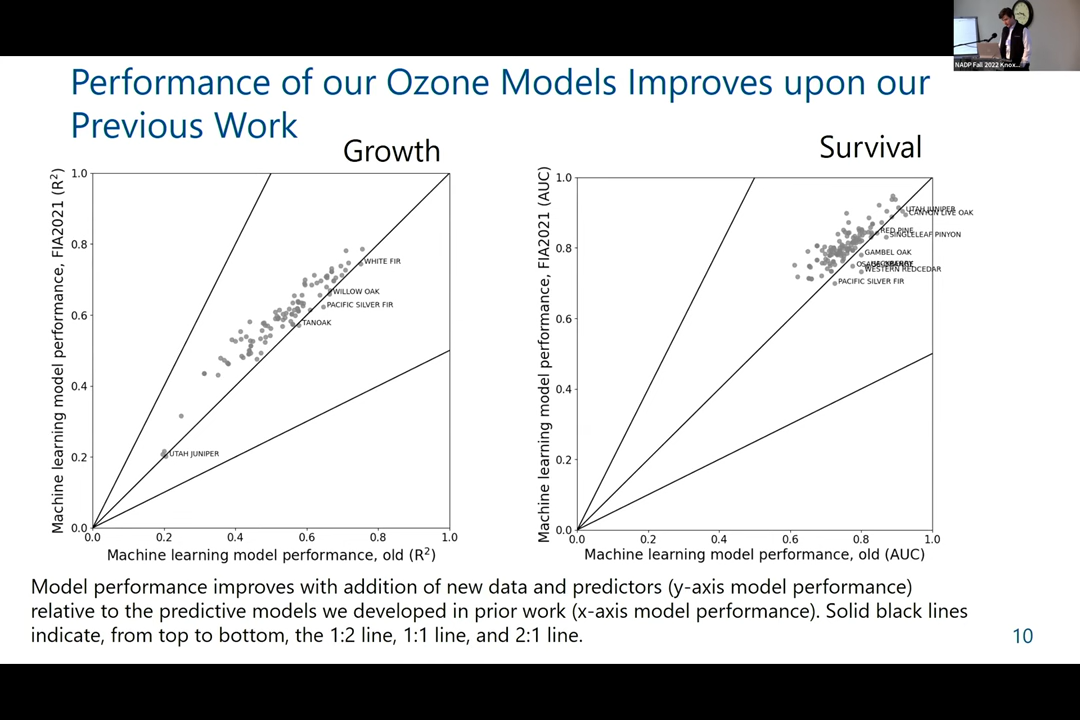 NADP Fall 2022 Knox...
Performance of our Ozone Models Improves upon our
Previous Work
Growth
Machine learning model performance, FIA2021 (R²)
1.0
0.8
0.6
0.4
0.2
0.0
WHITE FIR
WILLOW OAK
PACIFIC SILVER FIR
TANOAK
UTAH JUNIPER
0.0 0.2 0.4 0.6 0.8 1.0
Machine learning model performance, old (R²)
Survival
Machine learning model performance, FIA2021 (AUC)
1.0
0.8
0.6
0.4
0.2
0.0
UTAH JUNIPER
CANYON LIVE OAK
RED PINE
SINGLELEAF PINYON
GAMBEL OAK
WESTERN REDCEDAR
PACIFIC SILVER FIR
0.0 0.2 0.4 0.6 0.8 1.0
Machine learning model performance, old (AUC)
Model performance improves with addition of new data and predictors (y-axis model performance)
relative to the predictive models we developed in prior work (x-axis model performance). Solid black lines
indicate, from top to bottom, the 1:2 line, 1:1 line, and 2:1 line.
10